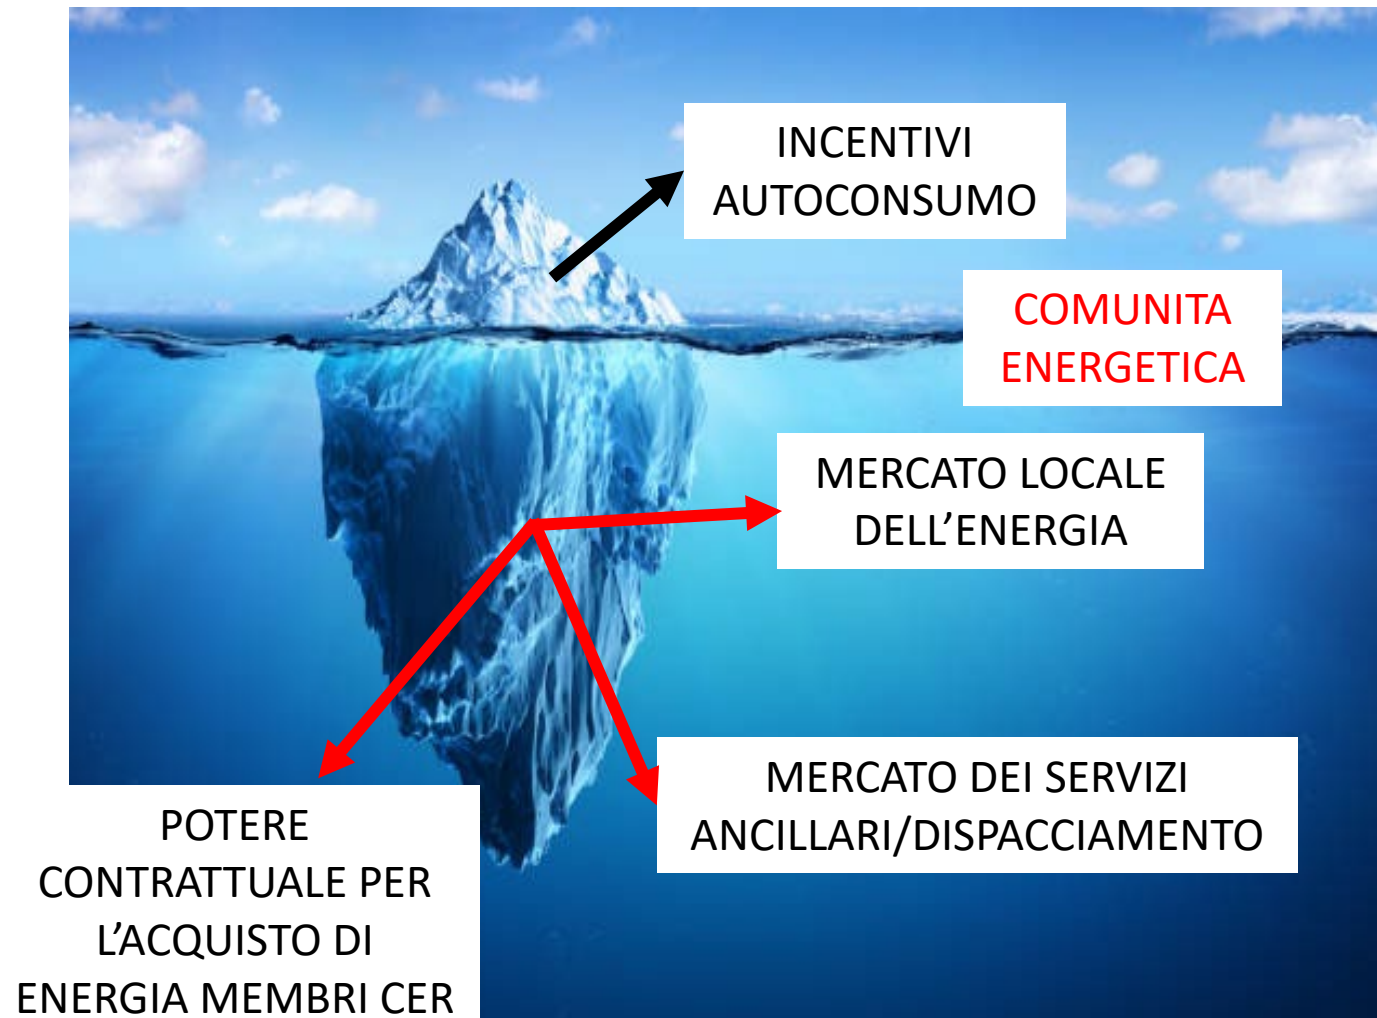 INCENTIVI
AUTOCONSUMO
COMUNITA
ENERGETICA
MERCATO LOCALE
DELL’ENERGIA
MERCATO DEI SERVIZI
ANCILLARI/DISPACCIAMENTO
POTERE
CONTRATTUALE PER
L’ACQUISTO DI
ENERGIA MEMBRI CER